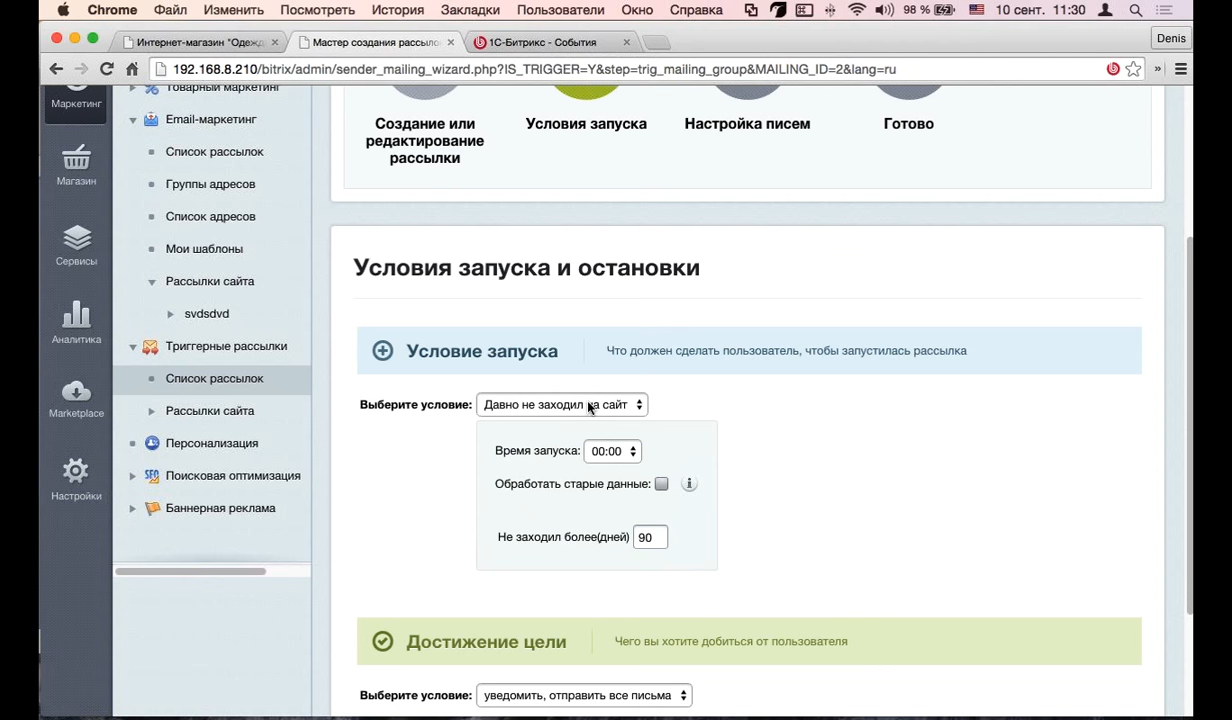 Chrome Файл Изменить Посмотреть История Закладки Пользователи Окно Справка 98 % 10 сент. 11:30
Интернет-магазин "Одежд
Мастер создания рассыло
1С-Битрикс - События
Denis
192.168.8.210/bitrix/admin/sender_mailing_wizard.php?IS_TRIGGER=Y&step=trig_mailing_group&MAILING_ID=2&lang=ru
Маркетинг
Магазин
Сервисы
Аналитика
Marketplace
Настройки
Товарный маркетинг
Email-маркетинг
Список рассылок
Группы адресов
Список адресов
Мои шаблоны
Рассылки сайта
svdsdvd
Триггерные рассылки
Список рассылок
Рассылки сайта
Персонализация
Поисковая оптимизация
Баннерная реклама
Создание или
редактирование
рассылки
Условия запуска
Настройка писем
Готово
Условия запуска и остановки
Условие запуска Что должен сделать пользователь, чтобы запустилась рассылка
Выберите условие: Давно не заходил на сайт
Время запуска: 00:00
Обработать старые данные:
Не заходил более(дней) 90
Достижение цели Чего вы хотите добиться от пользователя
Выберите условие: уведомить, отправить все письма